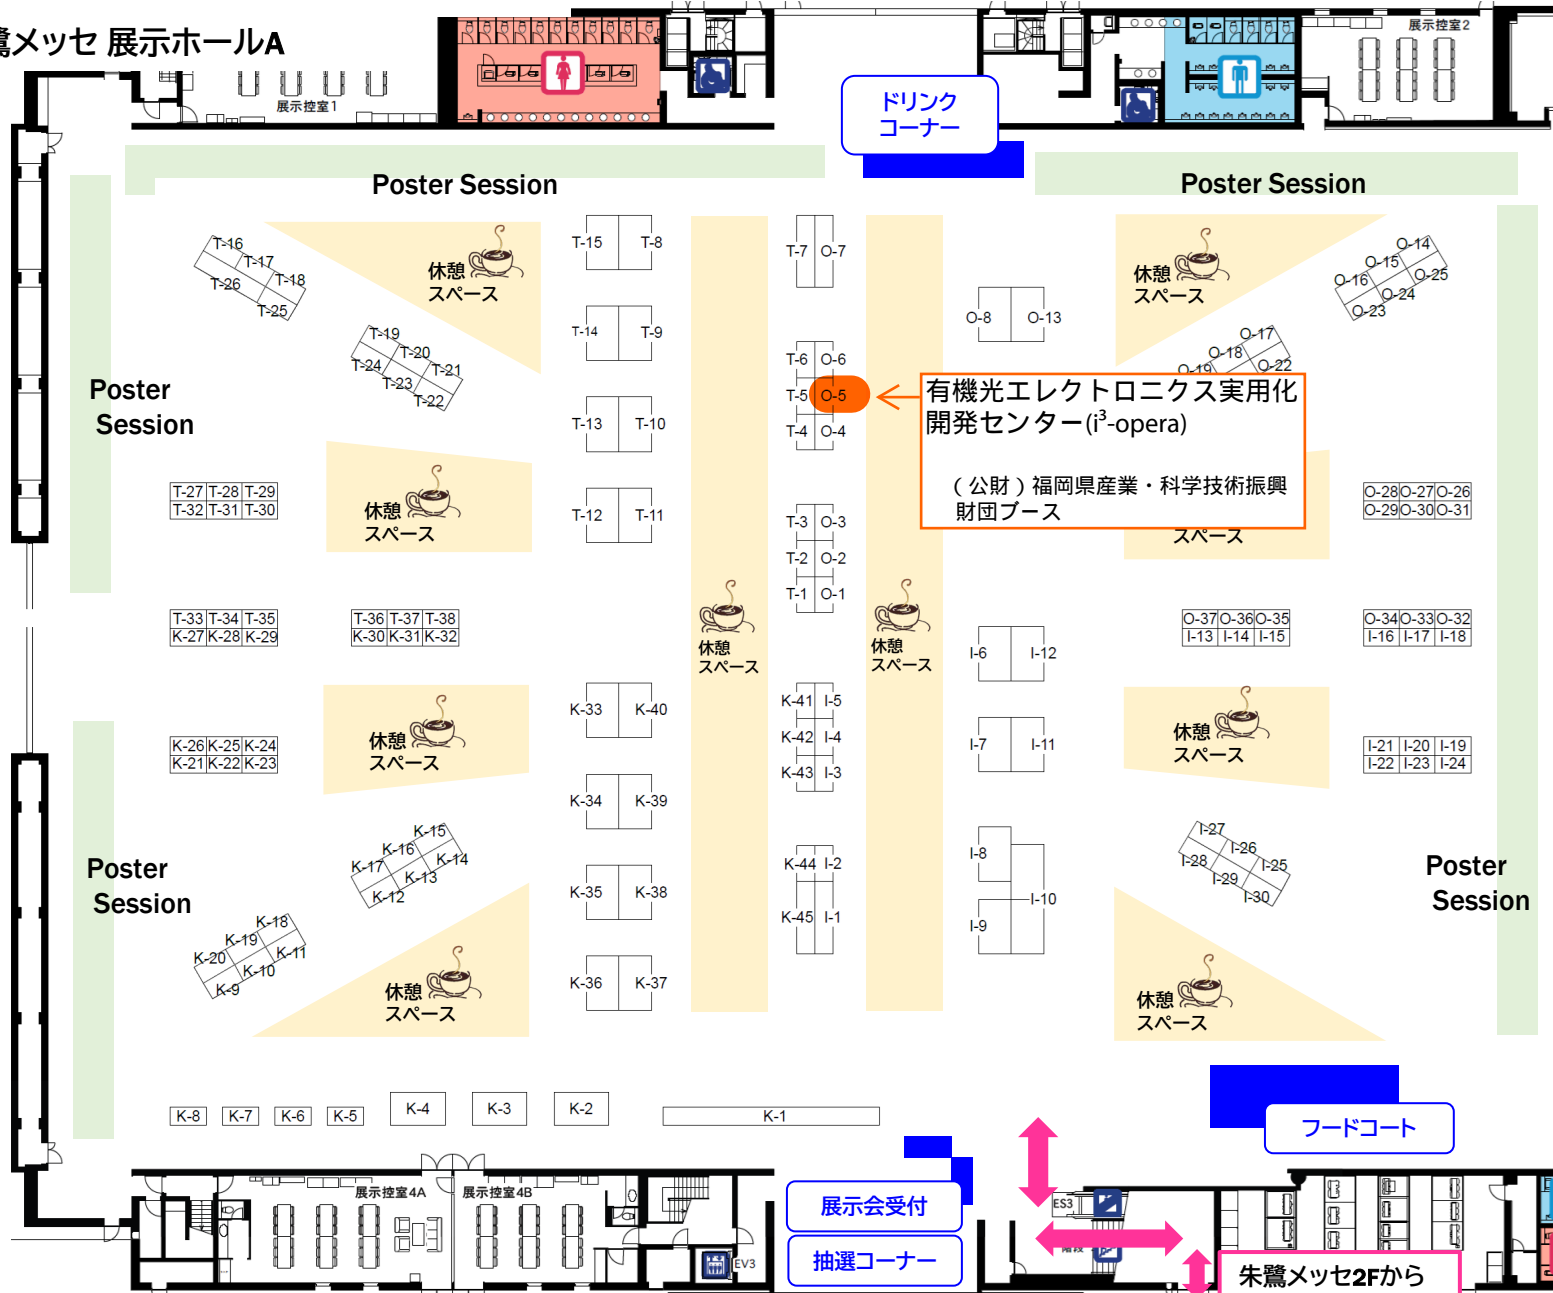 鷺メッセ 展示ホールA
展示控室1
展示控室2
ドリンク
コーナー
Poster Session
Poster Session
T-16
T-17
T-18
T-26
T-25
休憩
スペース
T-15
T-8
T-7
O-7
休憩
スペース
O-14
O-15
O-25
O-16
O-24
O-23
T-19
T-20
T-21
T-24
T-23
T-22
T-14
T-9
O-8
O-13
O-17
O-18
O-22
O-19
T-6
O-6
T-5
O-5
T-4
O-4
有機光エレクトロニクス実用化
開発センター(i³-opera)
(公財)福岡県産業・科学技術振興
財団ブース
Poster
Session
T-13
T-10
T-27 T-28 T-29
T-32 T-31 T-30
休憩
スペース
T-12
T-11
T-3
O-3
T-2
O-2
T-1
O-1
スペース
O-28 O-27 O-26
O-29 O-30 O-31
T-33 T-34 T-35
K-27 K-28 K-29
T-36 T-37 T-38
K-30 K-31 K-32
休憩
スペース
休憩
スペース
I-6
I-12
O-37 O-36 O-35
I-13 I-14 I-15
O-34 O-33 O-32
I-16 I-17 I-18
K-26 K-25 K-24
K-21 K-22 K-23
休憩
スペース
K-33
K-40
K-41
I-5
K-42
I-4
K-43
I-3
I-7
I-11
休憩
スペース
I-21 I-20 I-19
I-22 I-23 I-24
K-34
K-39
Poster
Session
K-15
K-16
K-14
K-17
K-13
K-12
K-35
K-38
K-44
I-2
K-45
I-1
I-8
I-10
I-9
I-27
I-26
I-25
I-28
I-29
I-30
Poster
Session
K-18
K-19
K-11
K-20
K-10
K-9
休憩
スペース
K-36
K-37
休憩
スペース
K-8
K-7
K-6
K-5
K-4
K-3
K-2
K-1
フードコート
展示控室4A
展示控室4B
EV3
展示会受付
抽選コーナー
ES3
階段
朱鷺メッセ2Fから